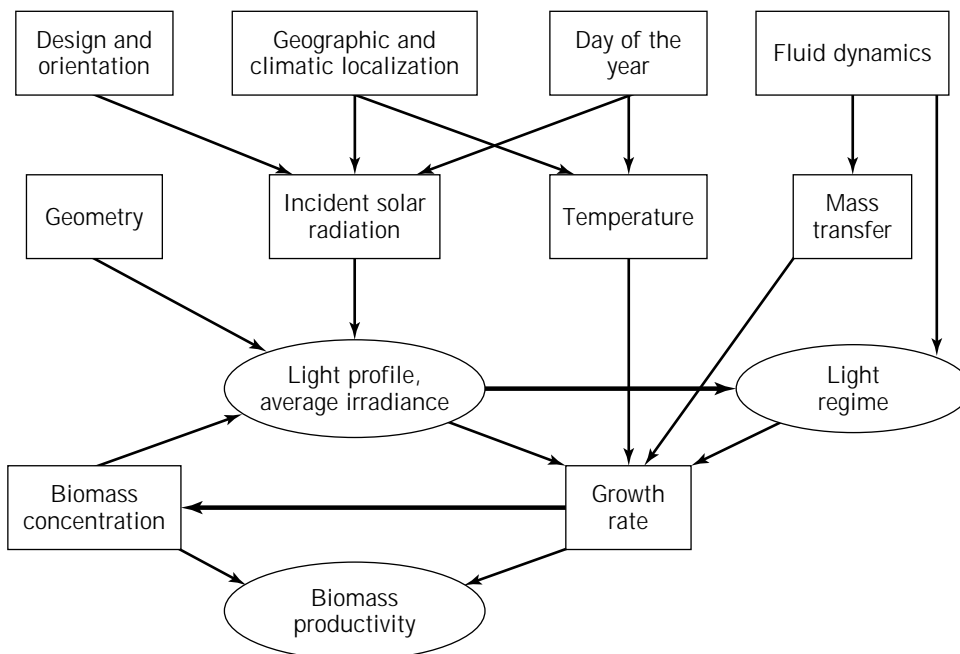 Design and
orientation
Geographic and
climatic localization
Day of the
year
Fluid dynamics
Geometry
Incident solar
radiation
Temperature
Mass
transfer
Light profile,
average irradiance
Light
regime
Biomass
concentration
Growth
rate
Biomass
productivity